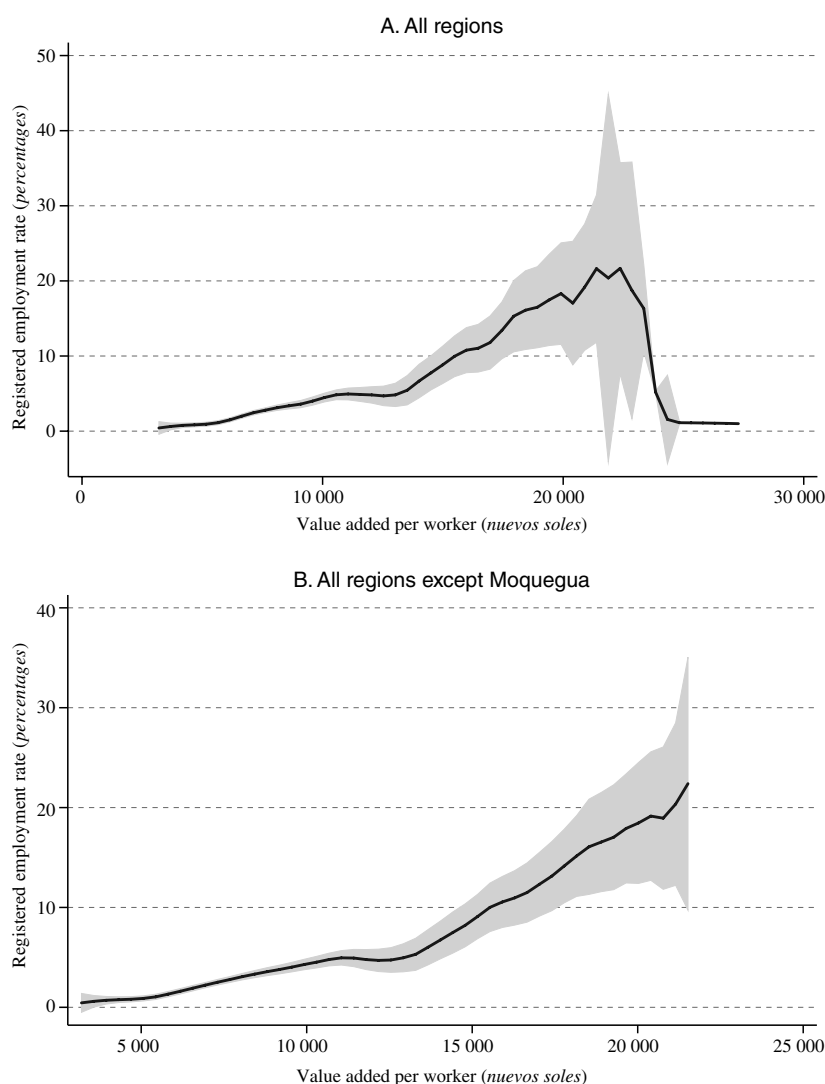 A. All regions
50
40
30
20
10
0
Registered employment rate (percentages)
0 10 000 20 000 30 000
Value added per worker (nuevos soles)
B. All regions except Moquegua
40
30
20
10
0
Registered employment rate (percentages)
5 000 10 000 15 000 20 000 25 000
Value added per worker (nuevos soles)